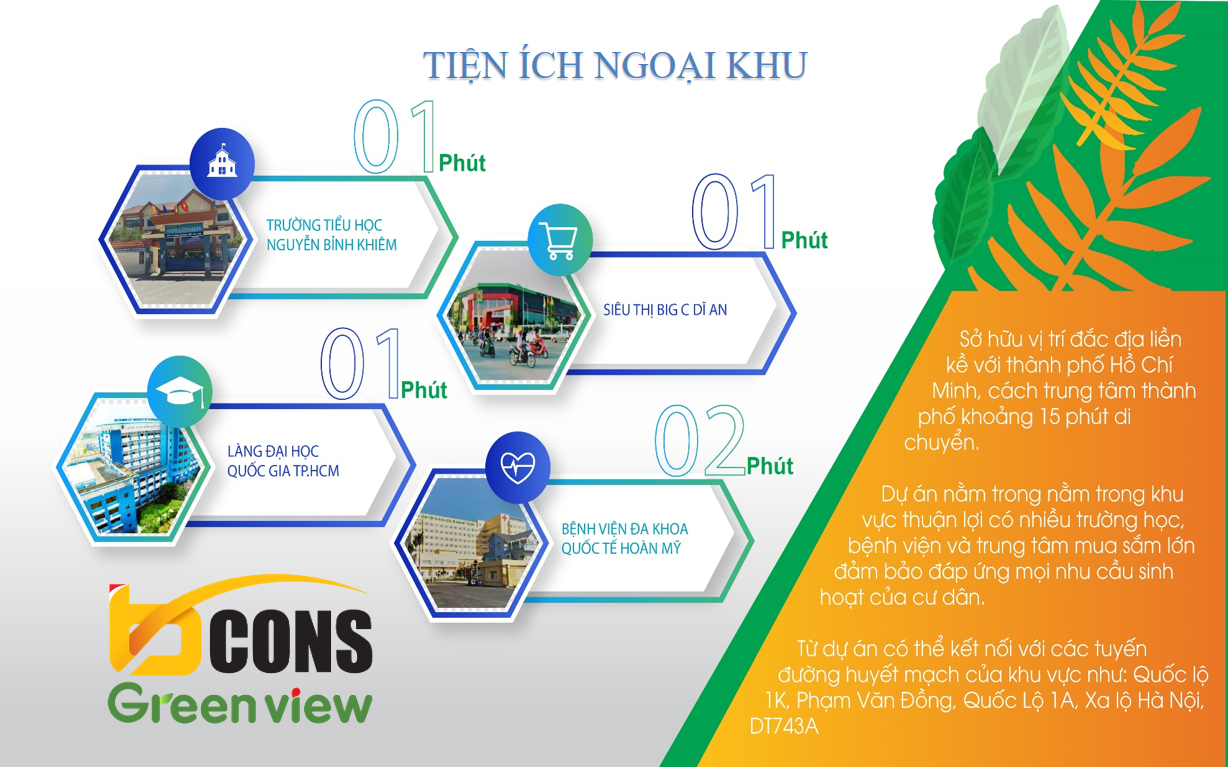 TIỆN ÍCH NGOẠI KHU
01 Phút
TRƯỜNG TIỂU HỌC
NGUYỄN BỈNH KHIÊM
01 Phút
SIÊU THỊ BIG C DĨ AN
01 Phút
LÀNG ĐẠI HỌC
QUỐC GIA TP.HCM
02 Phút
BỆNH VIỆN ĐA KHOA
QUỐC TẾ HOÀN MỸ
bCONS
Green view
Sở hữu vị trí đắc địa liền
kề với thành phố Hồ Chí
Minh, cách trung tâm thành
phố khoảng 15 phút di
chuyển.
Dự án nằm trong nằm trong khu
vực thuận lợi có nhiều trường học,
bệnh viện và trung tâm mua sắm lớn
đảm bảo đáp ứng mọi nhu cầu sinh
hoạt của cư dân.
Từ dự án có thể kết nối với các tuyến
đường huyết mạch của khu vực như: Quốc lộ
1K, Phạm Văn Đồng, Quốc Lộ 1A, Xa lộ Hà Nội,
DT743A